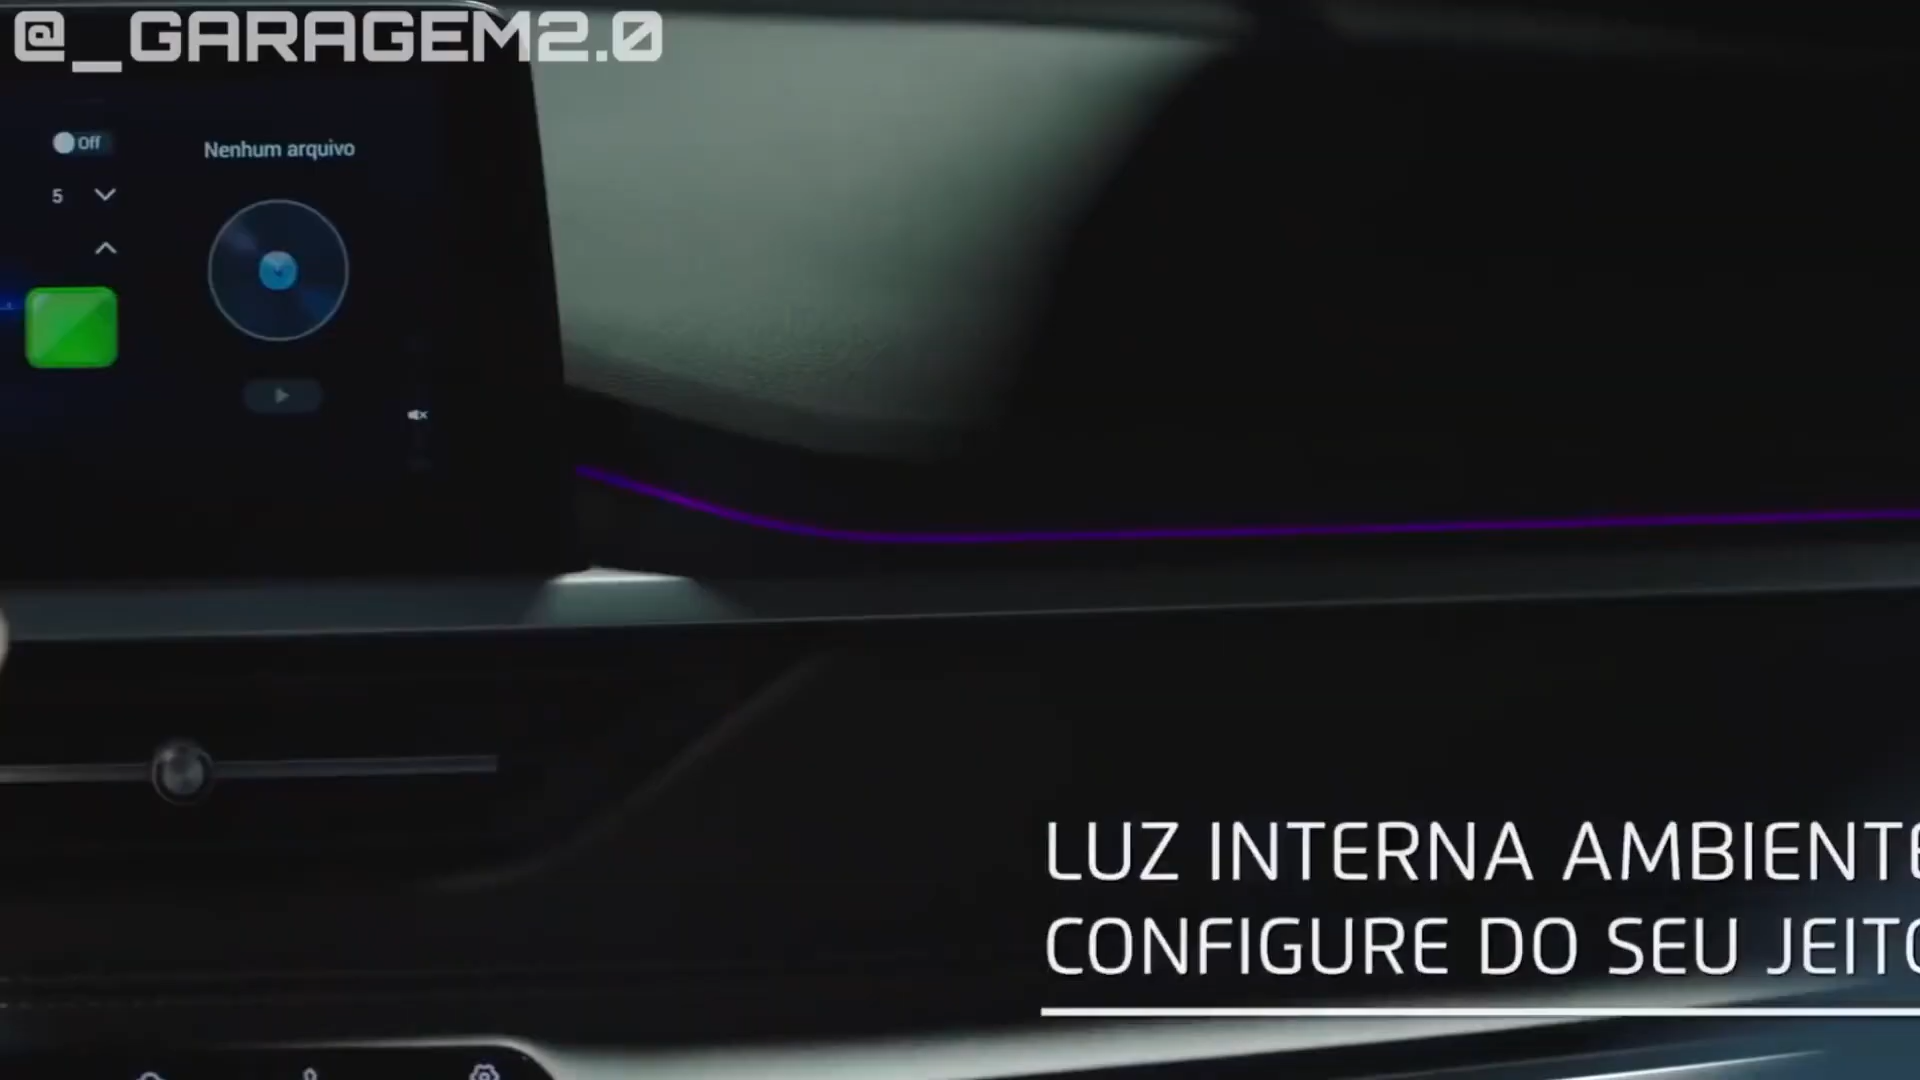 @_GARAGEM2.0
Off
Nenhum arquivo
5
LUZ INTERNA AMBIENTE
CONFIGURE DO SEU JEITO